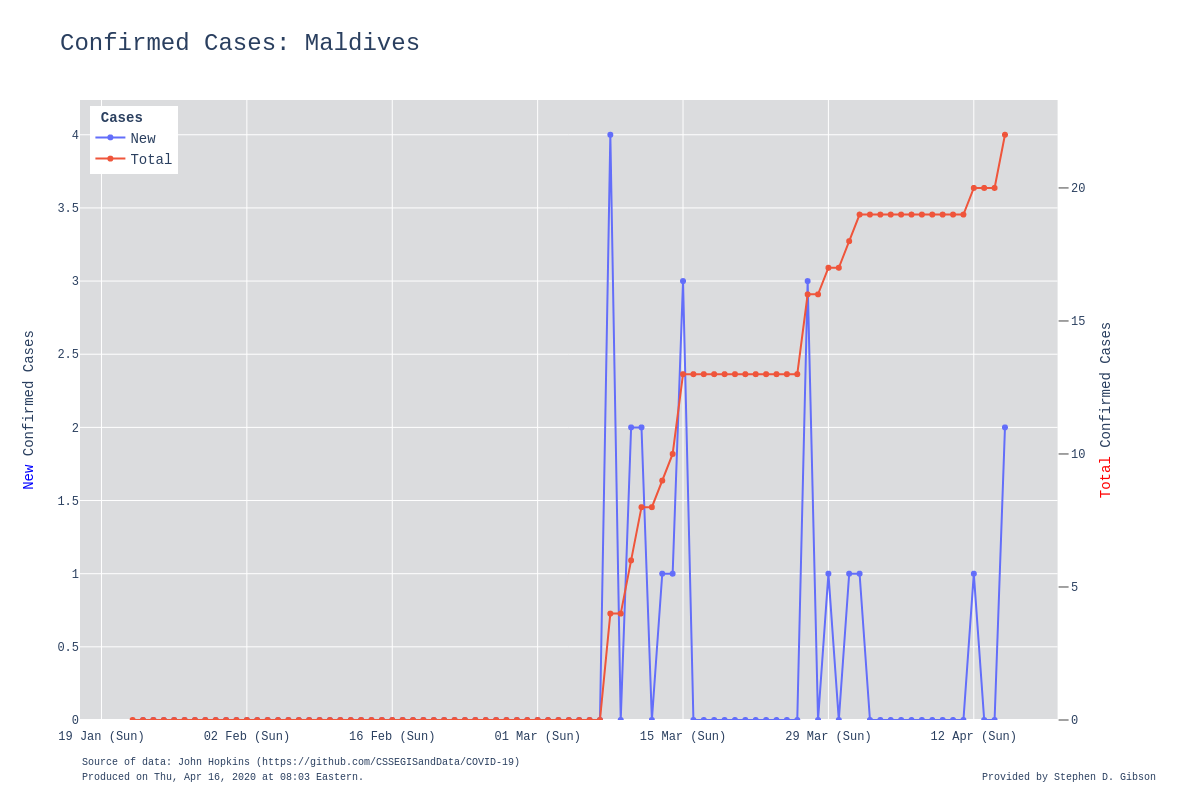 Confirmed Cases: Maldives
Cases
New
Total
4
3.5
3
2.5
2
1.5
1
0.5
0
New Confirmed Cases
20
15
10
5
0
Total Confirmed Cases
19 Jan (Sun) 02 Feb (Sun) 16 Feb (Sun) 01 Mar (Sun) 15 Mar (Sun) 29 Mar (Sun) 12 Apr (Sun)
Source of data: John Hopkins (https://github.com/CSSEGISandData/COVID-19)
Produced on Thu, Apr 16, 2020 at 08:03 Eastern.
Provided by Stephen D. Gibson